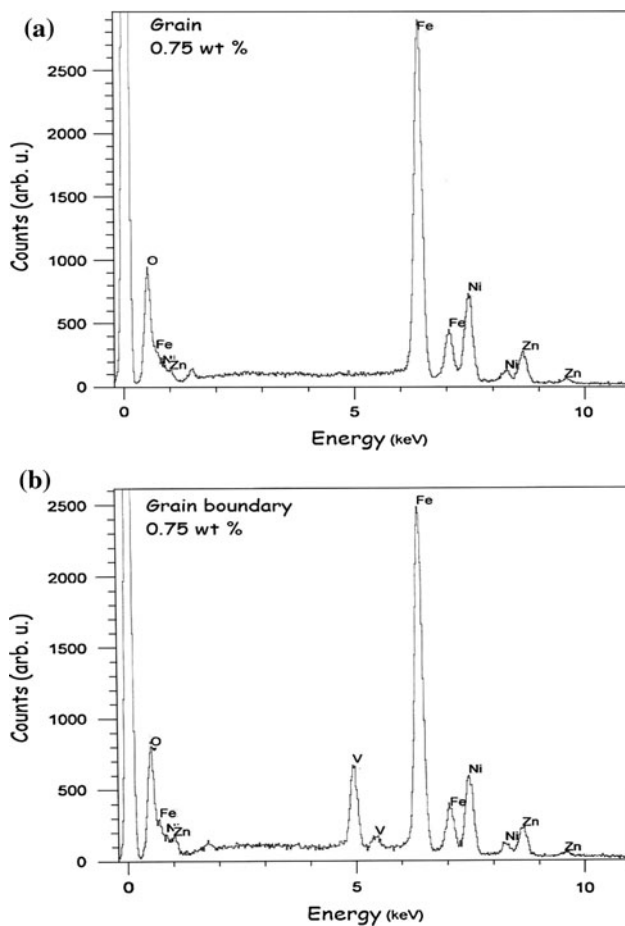 (a)
Grain
0.75 wt %
Counts (arb. u.)
2500
2000
1500
1000
500
0
O
Fe
Ni
Zn
Fe
Fe
Ni
Ni
Zn
Zn
0
5
10
Energy (keV)
(b)
Grain boundary
0.75 wt %
Counts (arb. u.)
2500
2000
1500
1000
500
0
O
Fe
Ni
Zn
V
V
Fe
Fe
Ni
Ni
Zn
Zn
0
5
10
Energy (keV)